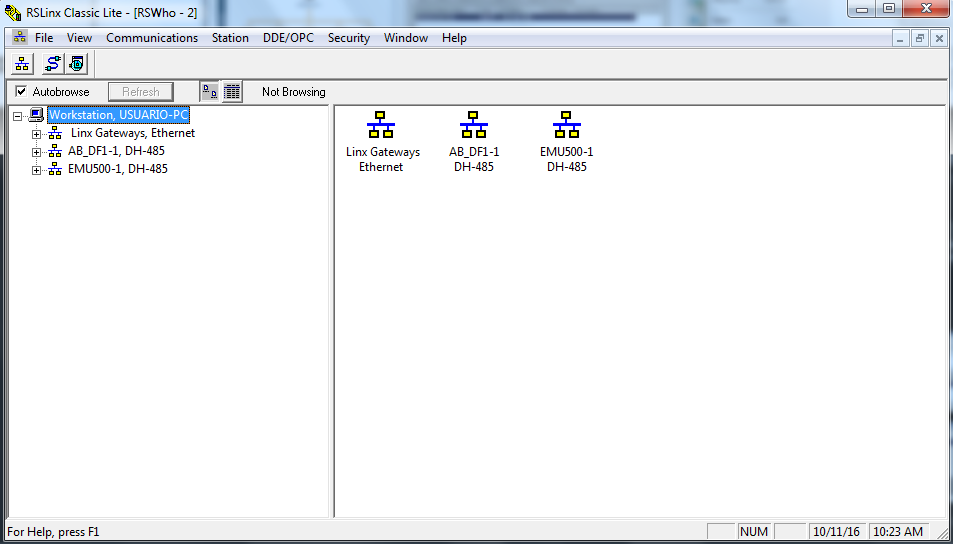 RSLinx Classic Lite - [RSWho - 2]
File View Communications Station DDE/OPC Security Window Help
Autobrowse Refresh Not Browsing
Workstation, USUARIO-PC
Linx Gateways, Ethernet
AB_DF1-1, DH-485
EMU500-1, DH-485
Linx Gateways AB_DF1-1 EMU500-1
Ethernet DH-485 DH-485
For Help, press F1 NUM 10/11/16 10:23 AM